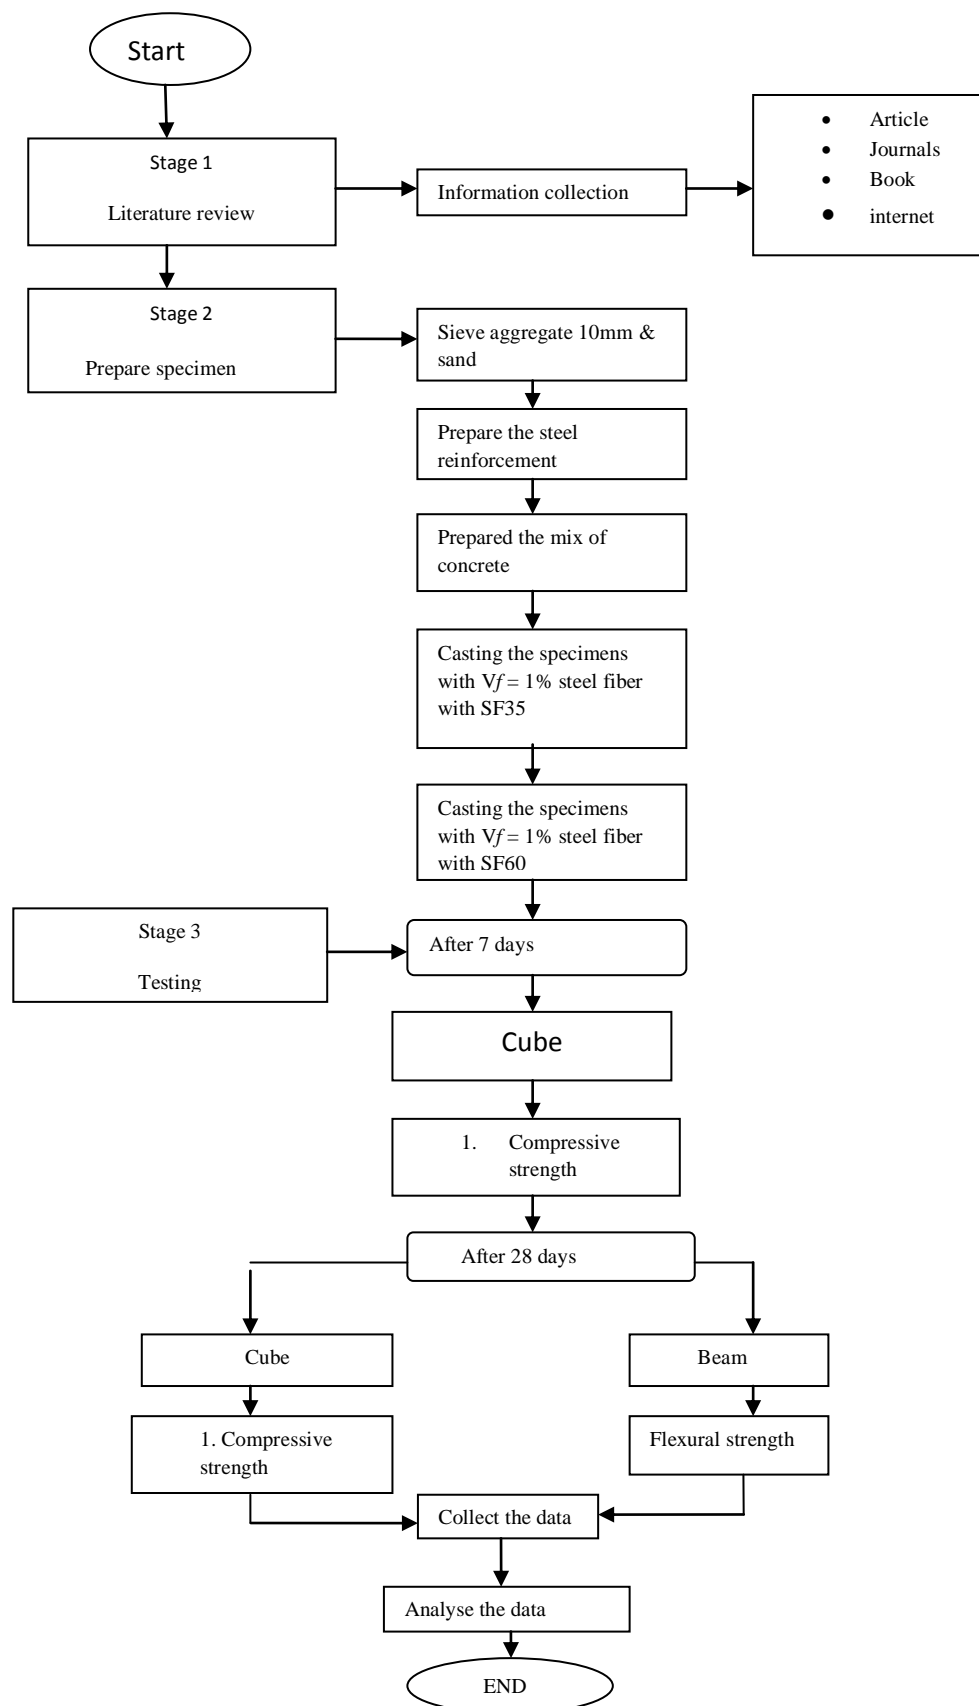 Start
Stage 1
Literature review
Information collection
• Article
• Journals
• Book
• internet
Stage 2
Prepare specimen
Sieve aggregate 10mm &
sand
Prepare the steel
reinforcement
Prepared the mix of
concrete
Casting the specimens
with Vf = 1% steel fiber
with SF35
Casting the specimens
with Vf = 1% steel fiber
with SF60
Stage 3
Testing
After 7 days
Cube
1. Compressive
strength
After 28 days
Cube
Beam
1. Compressive
strength
Flexural strength
Collect the data
Analyse the data
END